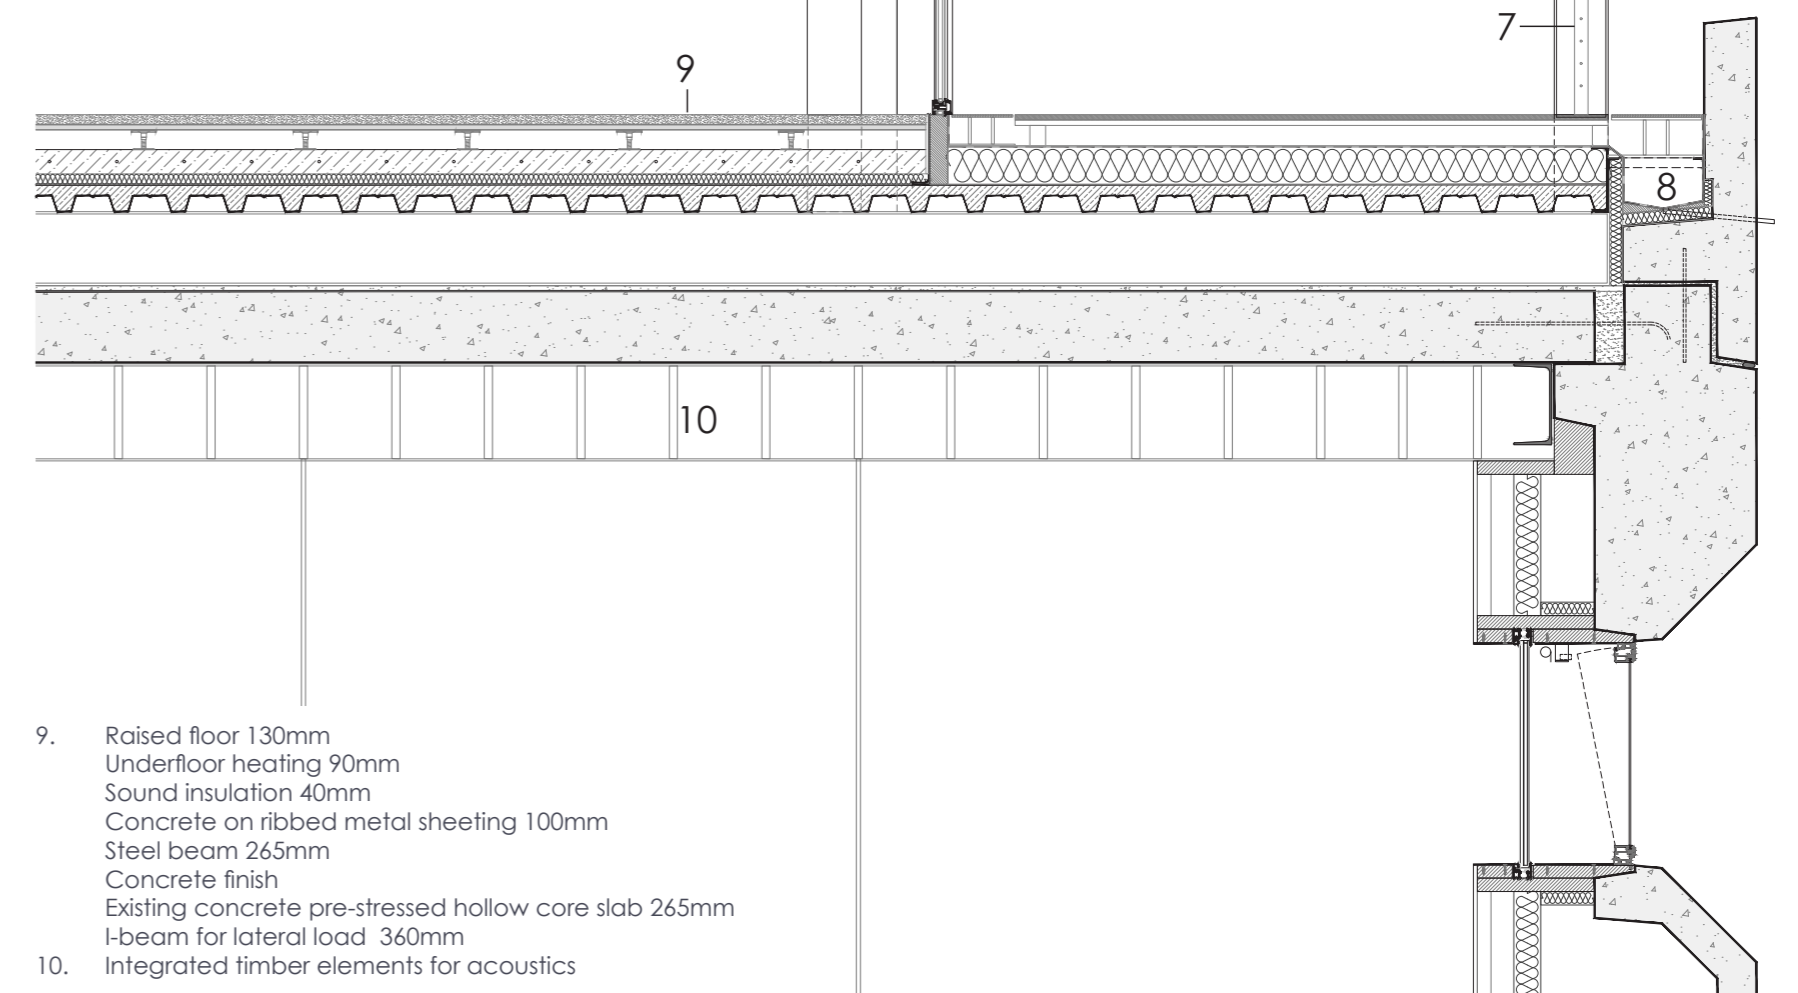 7
9
8
10
9. Raised floor 130mm
Underfloor heating 90mm
Sound insulation 40mm
Concrete on ribbed metal sheeting 100mm
Steel beam 265mm
Concrete finish
Existing concrete pre-stressed hollow core slab 265mm
I-beam for lateral load 360mm
10. Integrated timber elements for acoustics